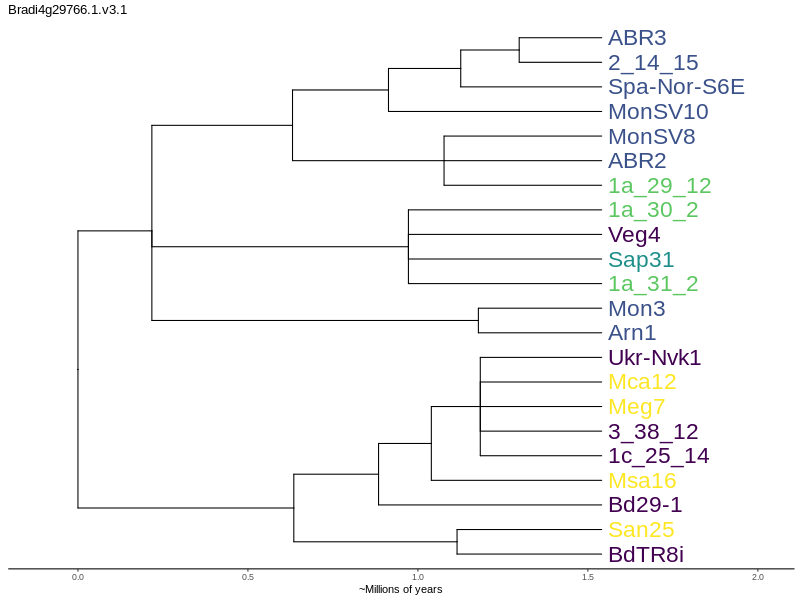 Bradi4g29766.1.v3.1
ABR3
2_14_15
Spa-Nor-S6E
MonSV10
MonSV8
ABR2
1a_29_12
1a_30_2
Veg4
Sap31
1a_31_2
Mon3
Arn1
Ukr-Nvk1
Mca12
Meg7
3_38_12
1c_25_14
Msa16
Bd29-1
San25
BdTR8i
0.0 0.5 1.0 1.5 2.0
~Millions of years